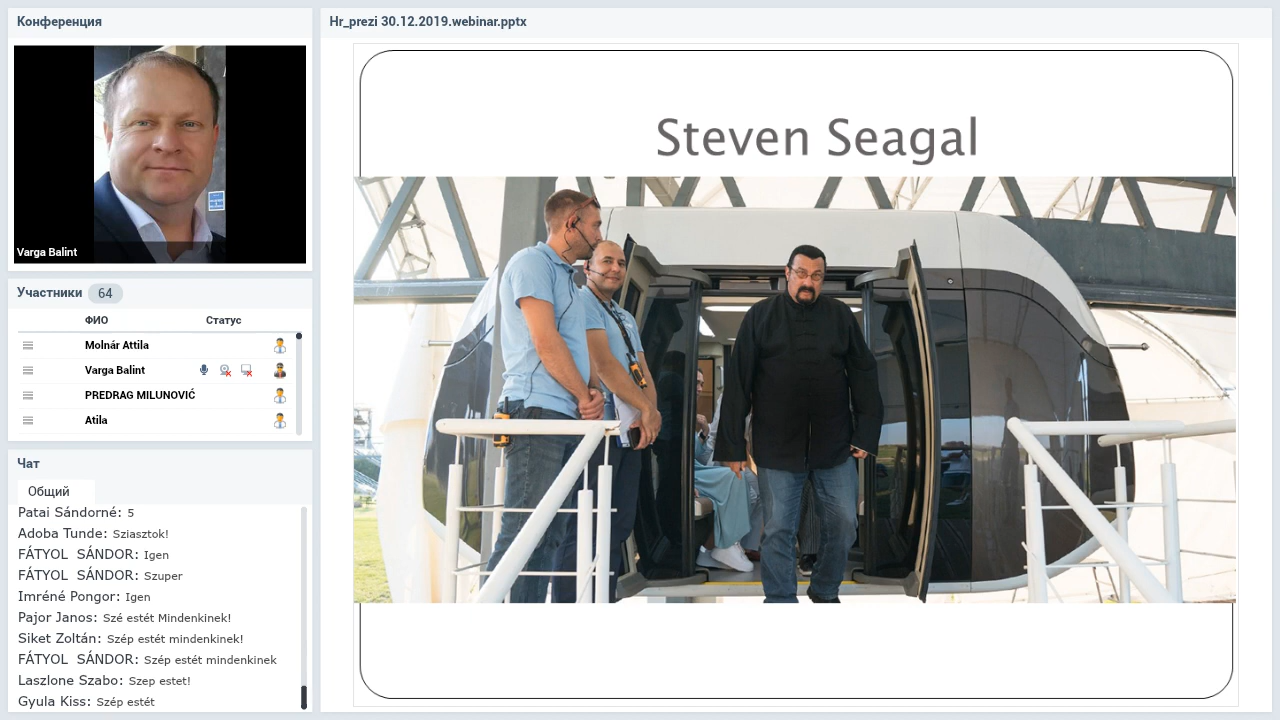 Конференция
Varga Balint
Участники 64
ФИО Статус
Molnár Attila
Varga Balint
PREDRAG MILUNOVIĆ
Atila
Чат
Общий
Patai Sándorné: 5
Adoba Tunde: Sziasztok!
FÁTYOL SÁNDOR: Igen
FÁTYOL SÁNDOR: Szuper
Imréné Pongor: Igen
Pajor Janos: Szé estét Mindenkinek!
Siket Zoltán: Szép estét mindenkinek!
FÁTYOL SÁNDOR: Szép estét mindenkinek
Laszlone Szabo: Szep estet!
Gyula Kiss: Szép estét
Hr_prezi 30.12.2019.webinar.pptx
Steven Seagal